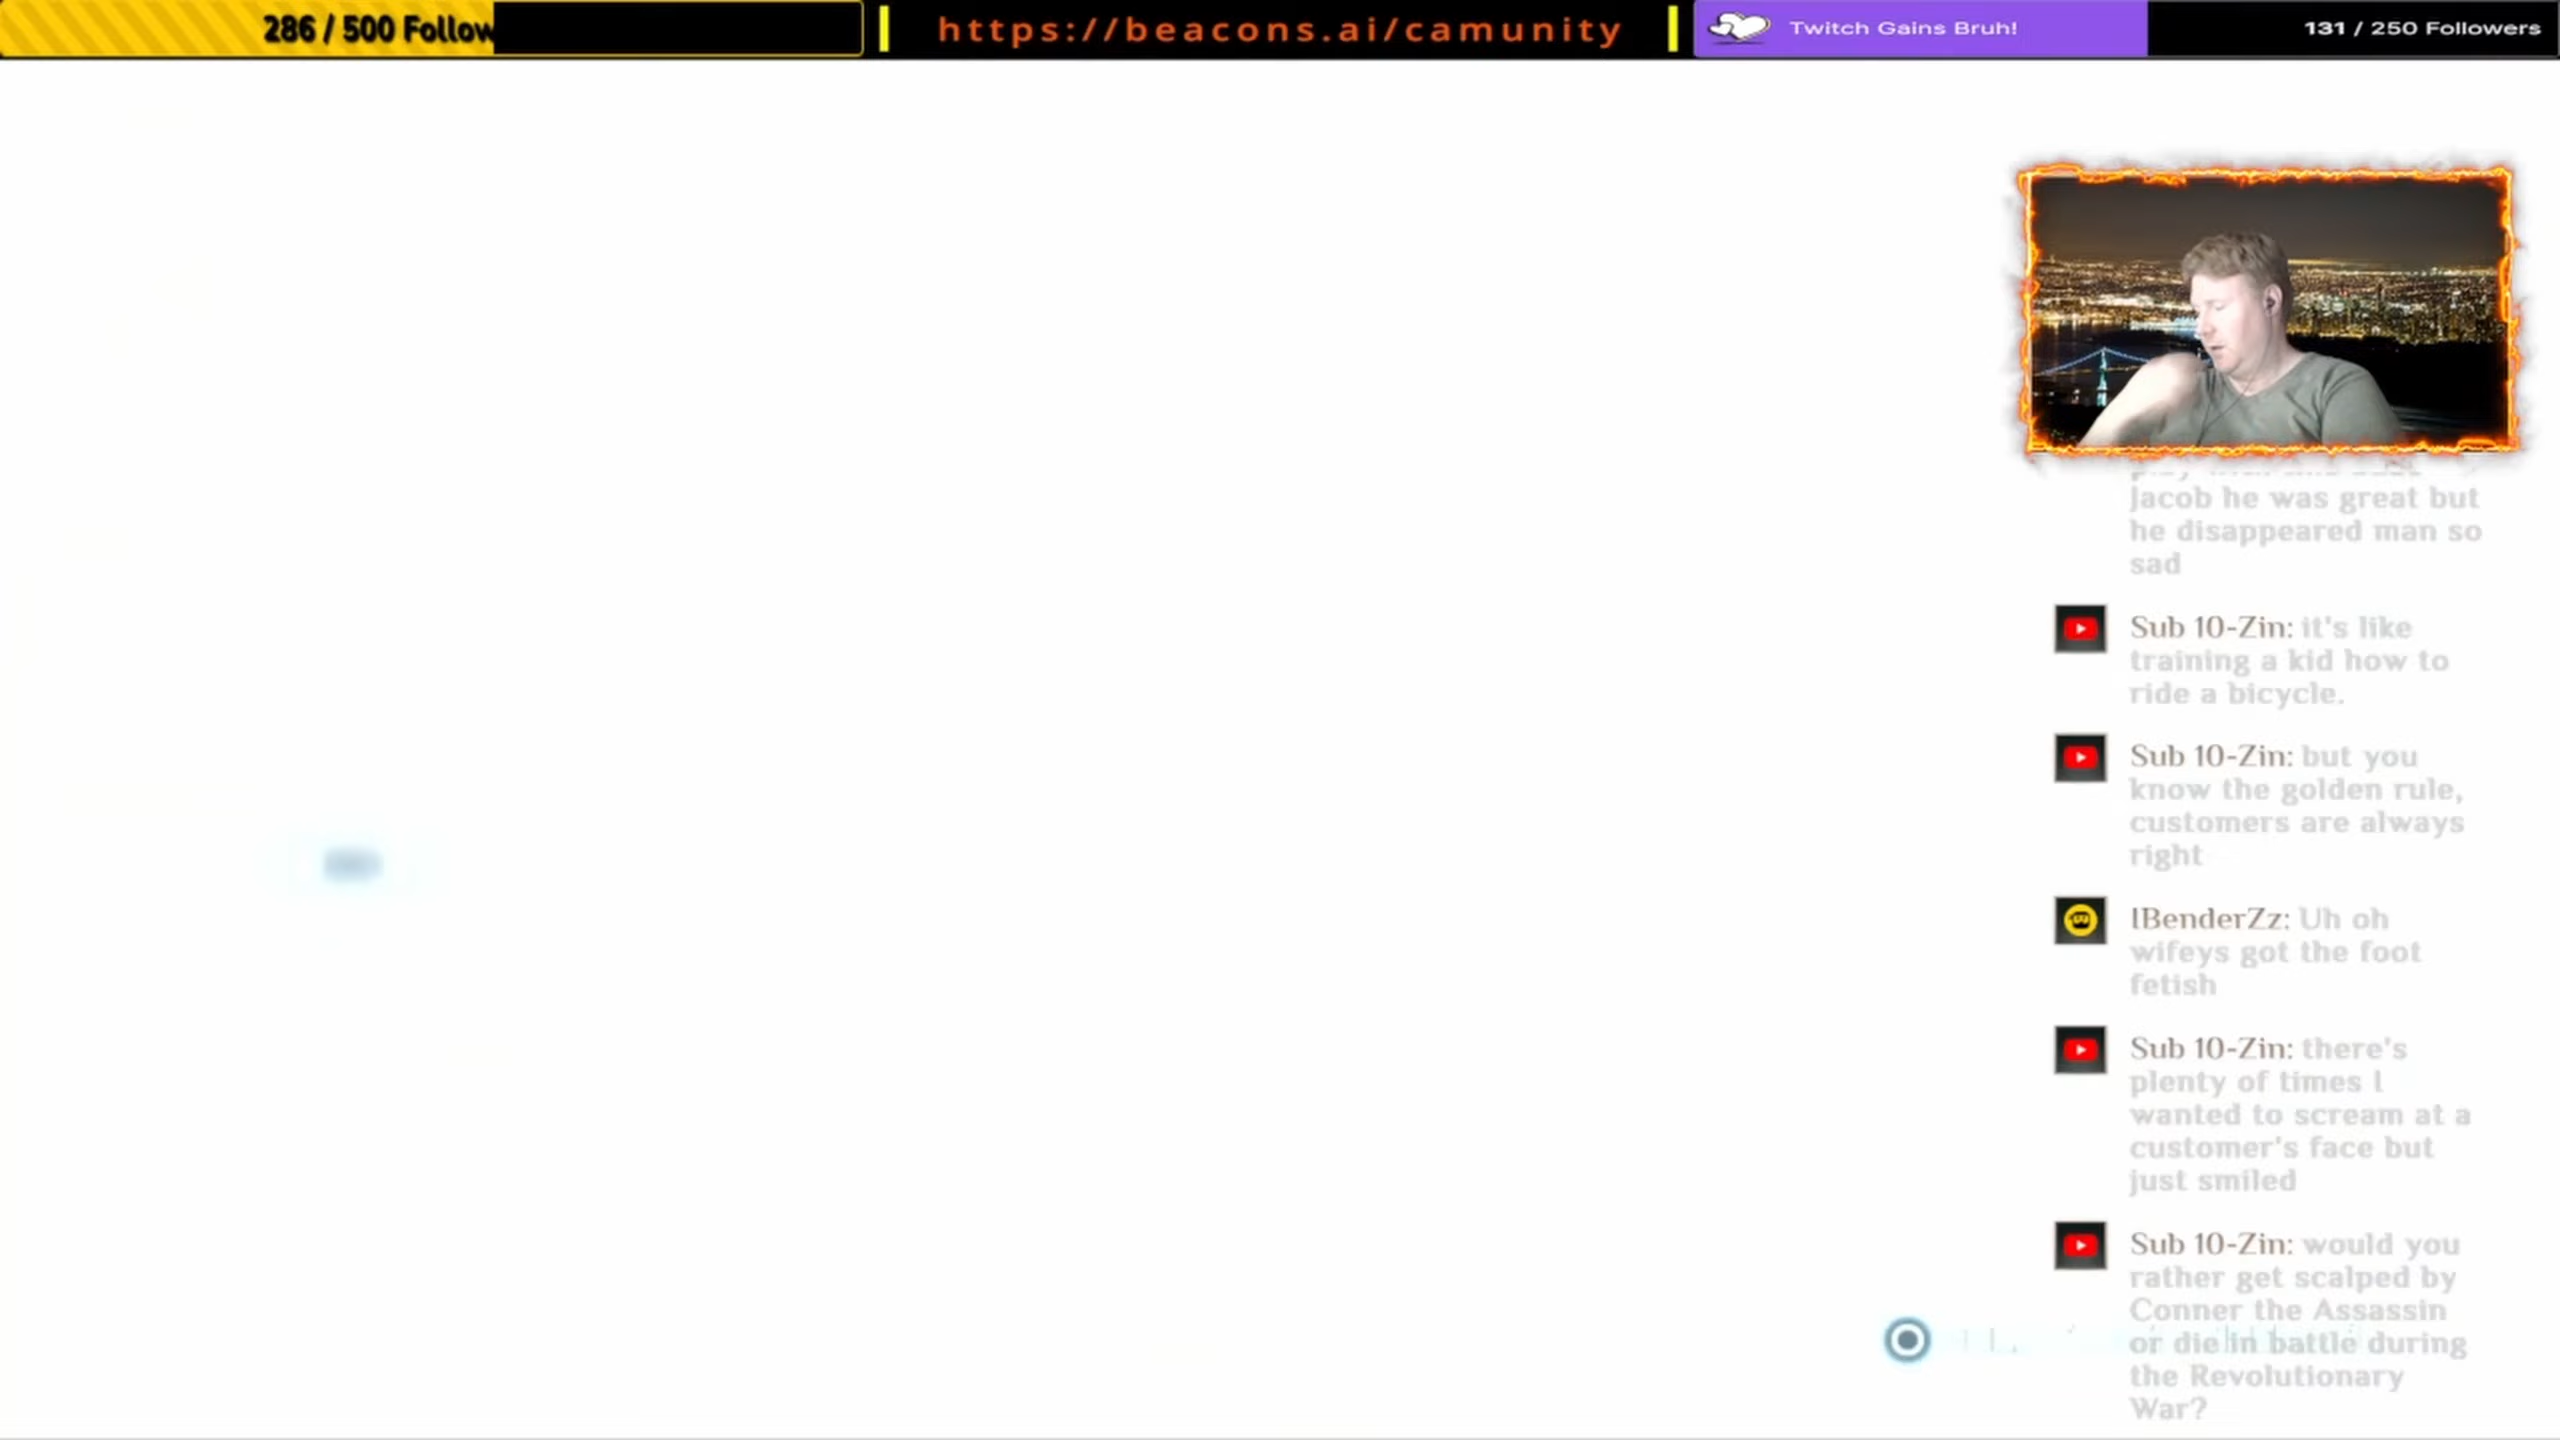 286 / 500 Follow
https://beacons.ai/camunity
Twitch Gains Bruh!
131 / 250 Followers
Jacob he was great but
he disappeared man so
sad
Sub 10-Zin: it's like
training a kid how to
ride a bicycle.
Sub 10-Zin: but you
know the golden rule,
customers are always
right
IBenderZz: Uh oh
wifeys got the foot
fetish
Sub 10-Zin: there's
plenty of times I
wanted to scream at a
customer's face but
just smiled
Sub 10-Zin: would you
rather get scalped by
Conner the Assassin
or die in battle during
the Revolutionary
War?